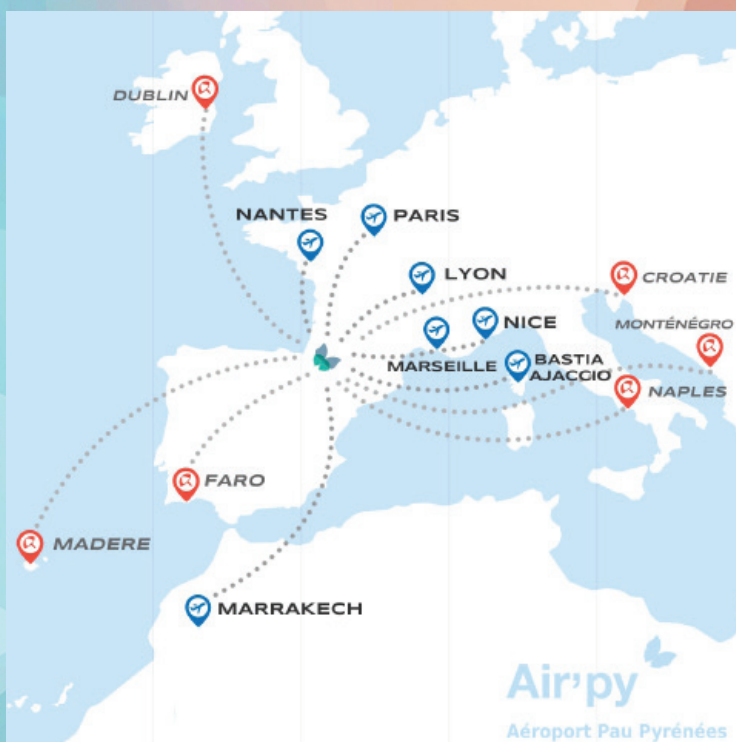 DUBLIN
NANTES
PARIS
LYON
CROATIE
NICE
MONTÉNÉGRO
MARSEILLE
BASTIA
AJACCIO
NAPLES
FARO
MADERE
MARRAKECH
Air'py
Aéroport Pau Pyrénées